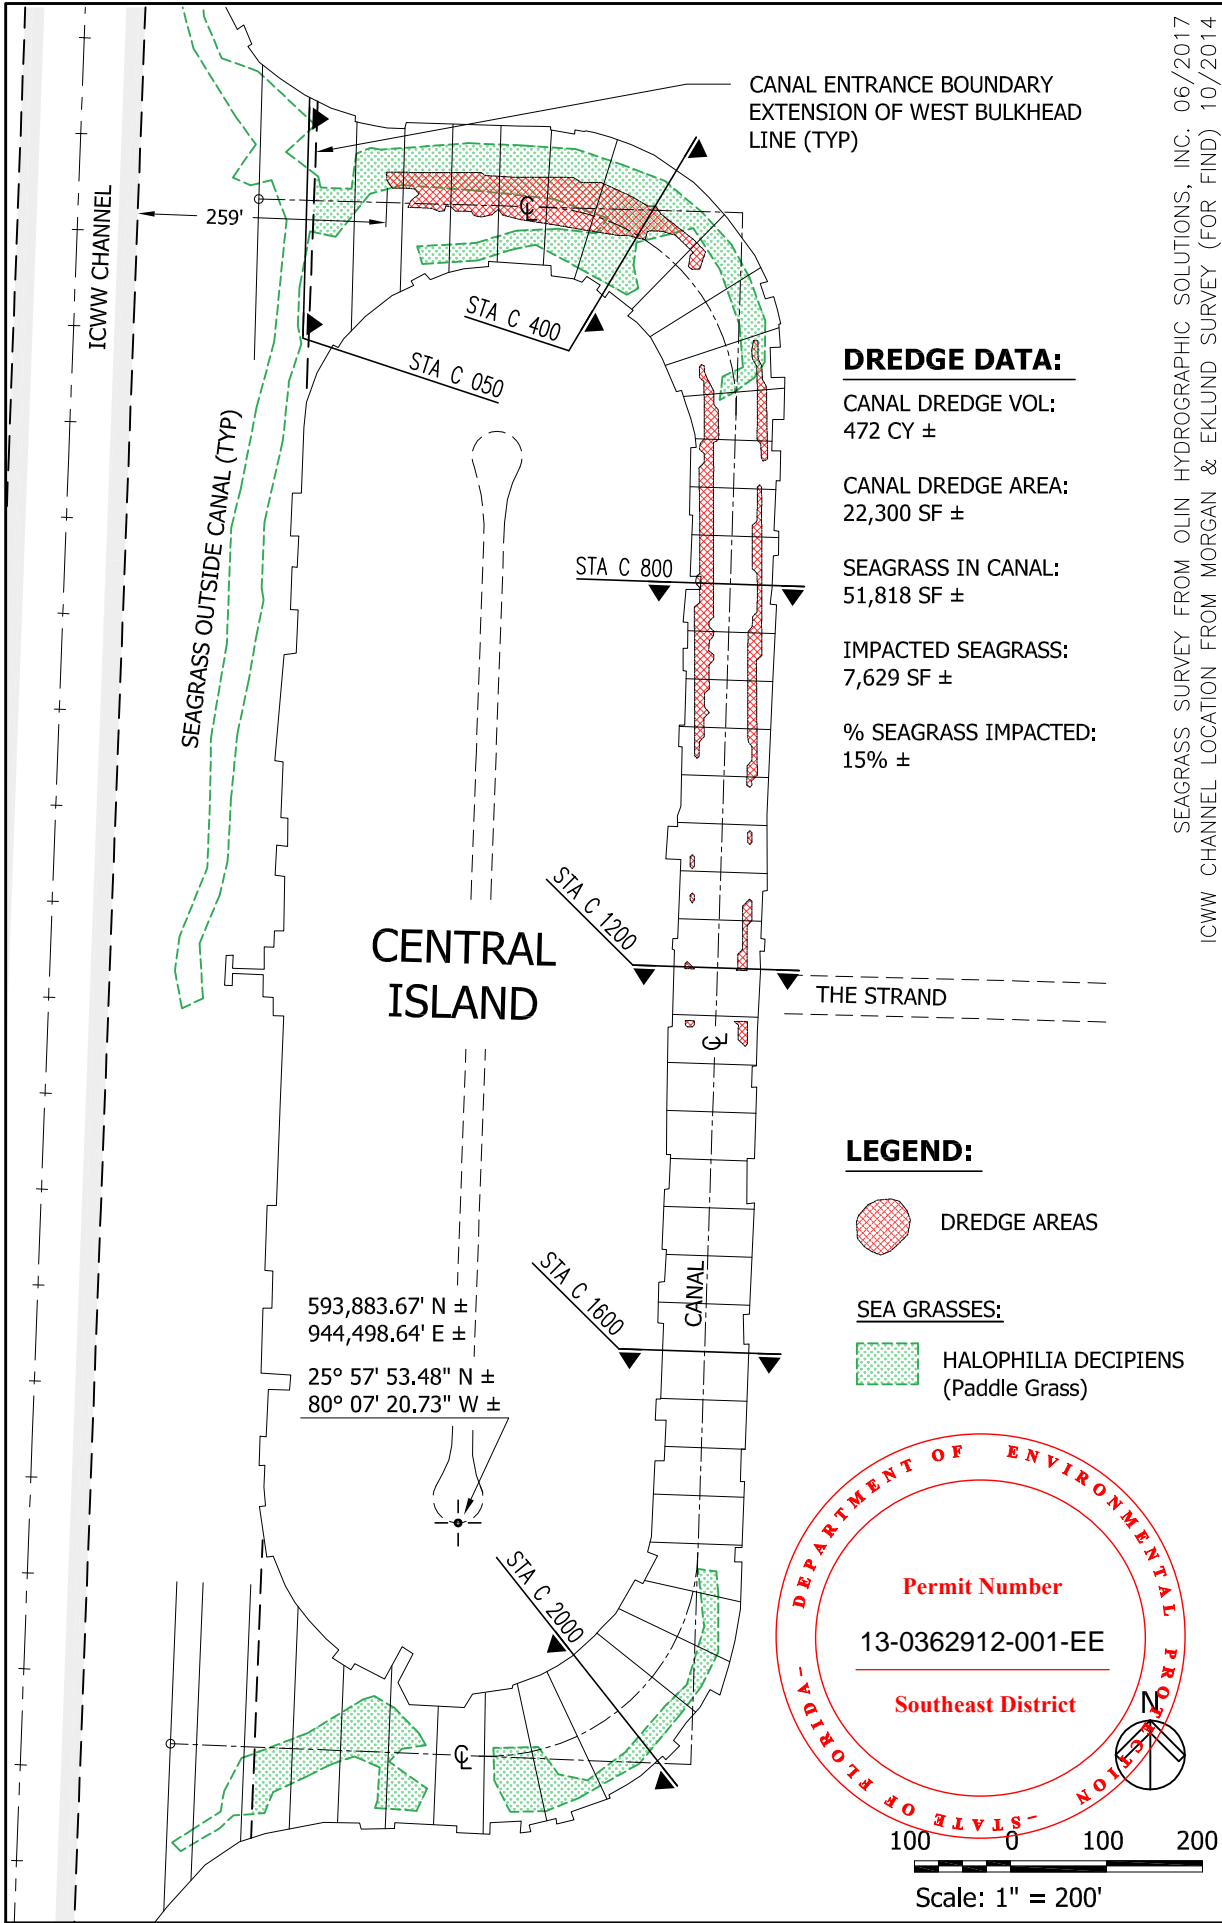 CANAL ENTRANCE BOUNDARY
EXTENSION OF WEST BULKHEAD
LINE (TYP)
SEAGRASS SURVEY FROM OLIN HYDROGRAPHIC SOLUTIONS, INC. 06/2017
ICWW CHANNEL LOCATION FROM MORGAN & EKLUND SURVEY (FOR FIND) 10/2014
ICWW CHANNEL
259'
℄
STA C 400
STA C 050
SEAGRASS OUTSIDE CANAL (TYP)
DREDGE DATA:
CANAL DREDGE VOL:
472 CY ±
CANAL DREDGE AREA:
22,300 SF ±
SEAGRASS IN CANAL:
51,818 SF ±
IMPACTED SEAGRASS:
7,629 SF ±
% SEAGRASS IMPACTED:
15% ±
STA C 800
STA C 1200
CENTRAL
ISLAND
THE STRAND
℄
LEGEND:
DREDGE AREAS
SEA GRASSES:
HALOPHILIA DECIPIENS
(Paddle Grass)
STA C 1600
CANAL
593,883.67' N ±
944,498.64' E ±
25° 57' 53.48" N ±
80° 07' 20.73" W ±
STA C 2000
℄
DEPARTMENT OF ENVIRONMENTAL PROTECTION
-STATE OF FLORIDA-
Permit Number
13-0362912-001-EE
Southeast District
N
100 0 100 200
Scale: 1" = 200'